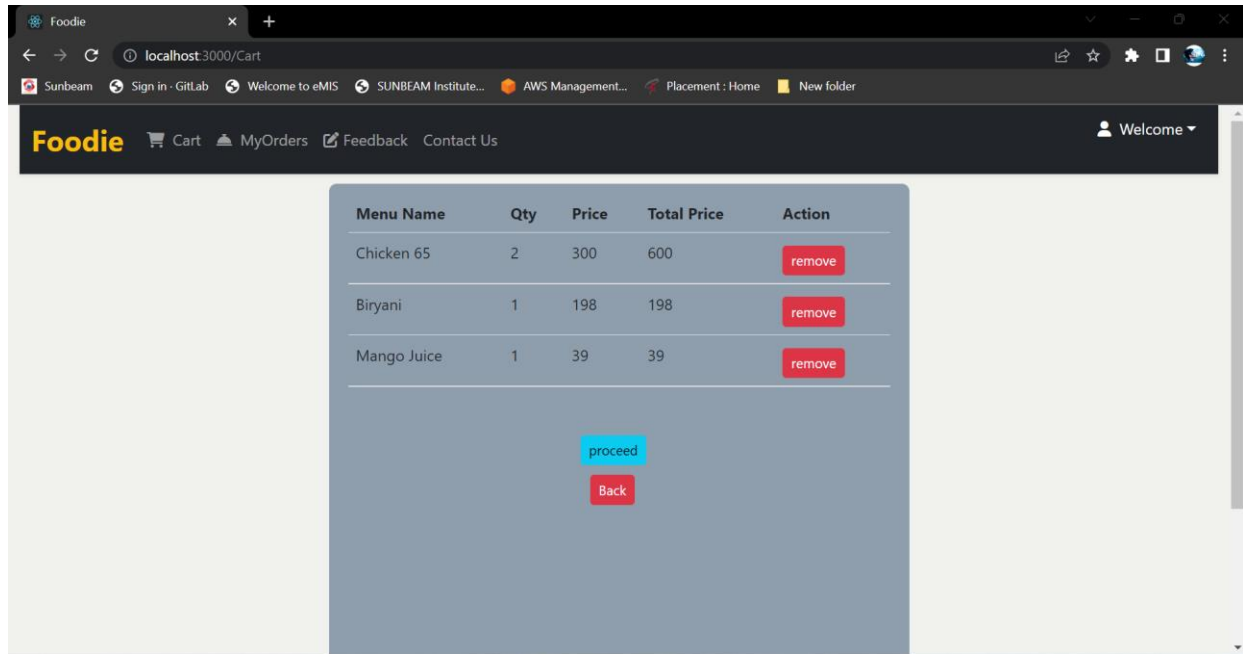 Foodie
localhost:3000/Cart
Sunbeam Sign in · GitLab Welcome to eMIS SUNBEAM Institute... AWS Management... Placement : Home New folder
Foodie Cart MyOrders Feedback Contact Us Welcome
Menu Name Qty Price Total Price Action
Chicken 65 2 300 600 remove
Biryani 1 198 198 remove
Mango Juice 1 39 39 remove
proceed
Back